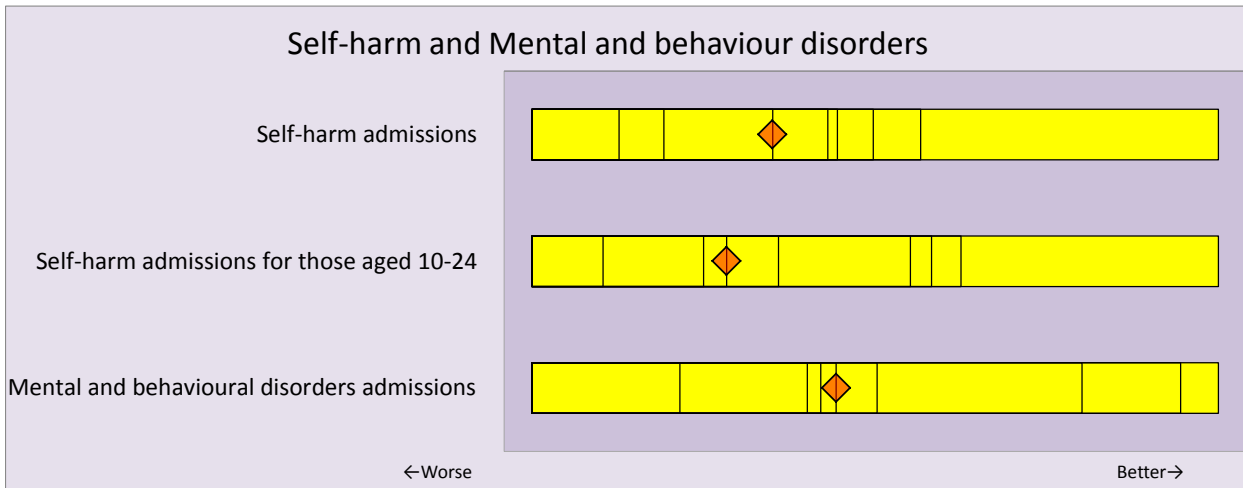 Self-harm and Mental and behaviour disorders
Self-harm admissions
Self-harm admissions for those aged 10-24
Mental and behavioural disorders admissions
←Worse
Better→